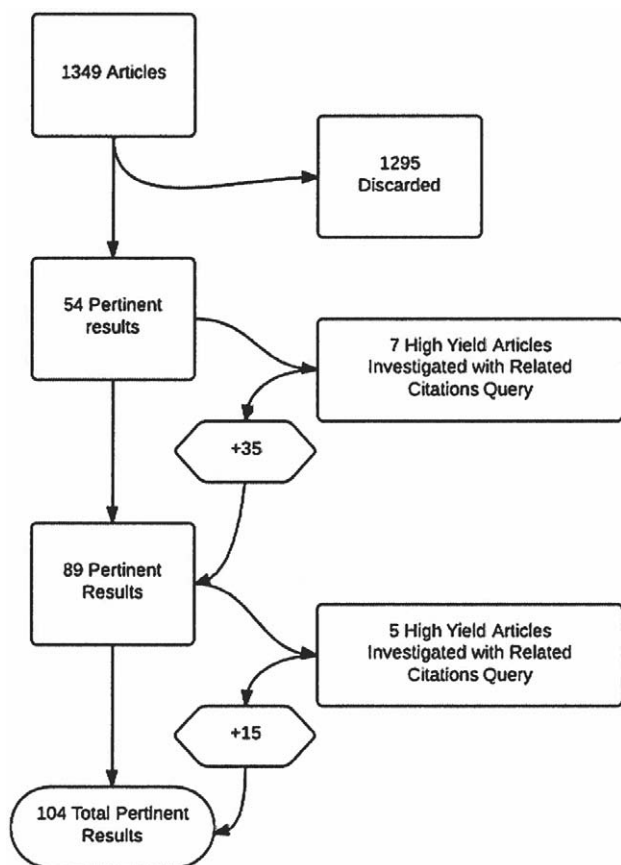 1349 Articles
1295
Discarded
54 Pertinent
results
7 High Yield Articles
Investigated with Related
Citations Query
+35
89 Pertinent
Results
5 High Yield Articles
Investigated with Related
Citations Query
+15
104 Total Pertinent
Results